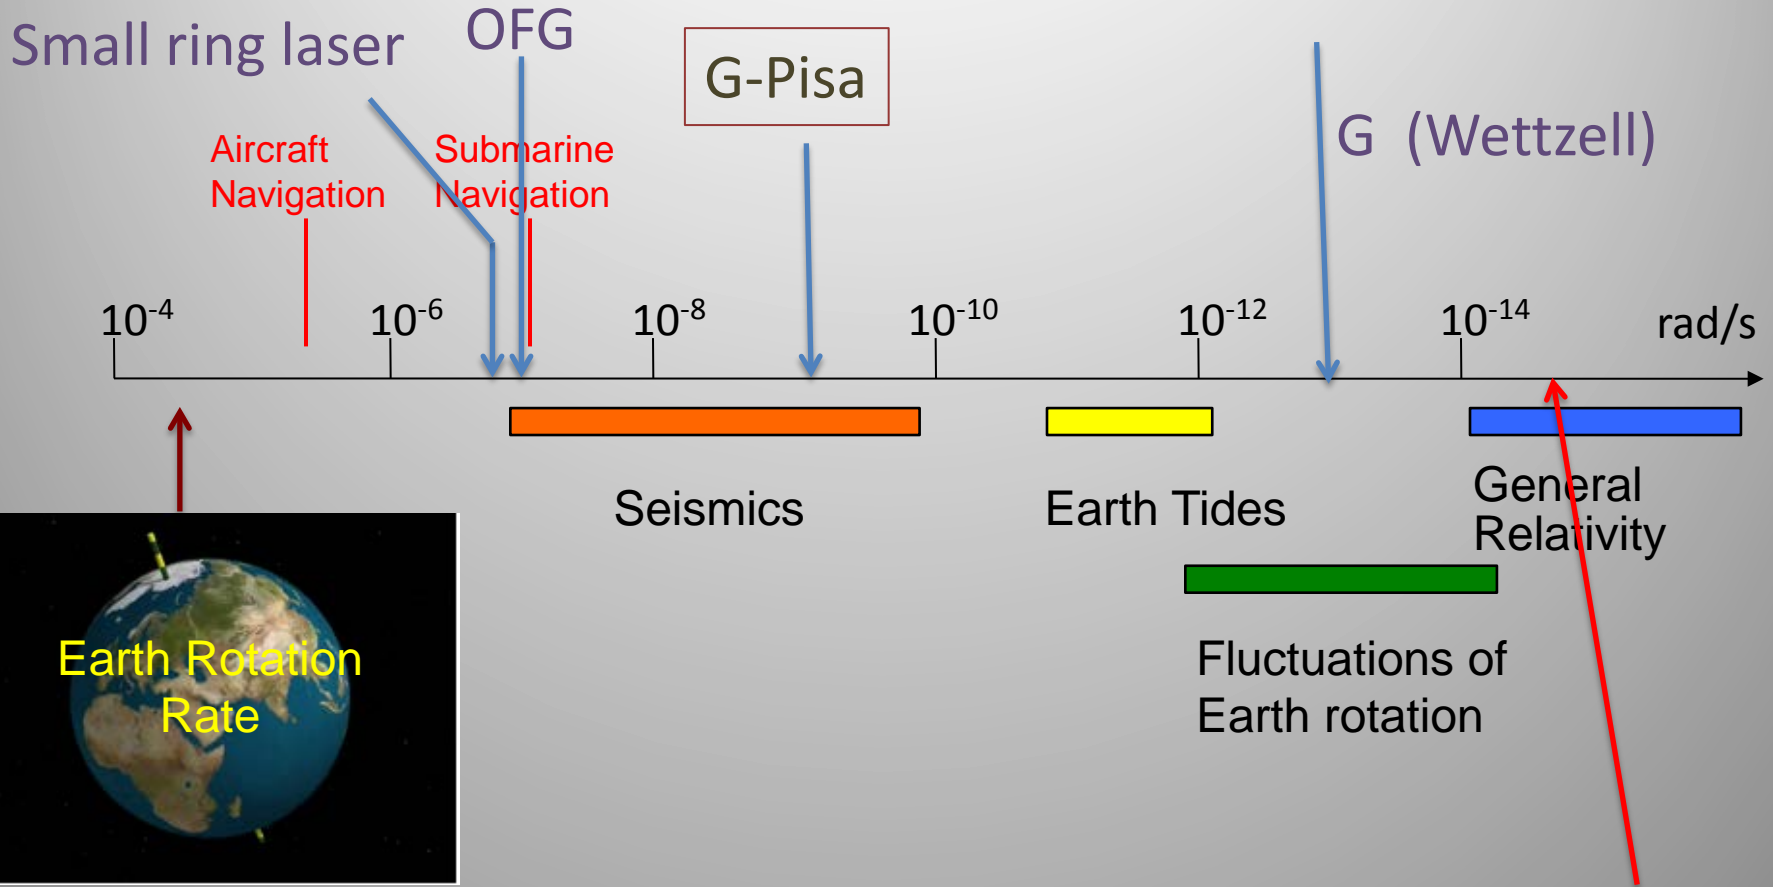 Small ring laser
OFG
G-Pisa
G (Wettzell)
Aircraft
Navigation
Submarine
Navigation
10⁻⁴
10⁻⁶
10⁻⁸
10⁻¹⁰
10⁻¹²
10⁻¹⁴
rad/s
Seismics
Earth Tides
General
Relativity
Fluctuations of
Earth rotation
Earth Rotation
Rate